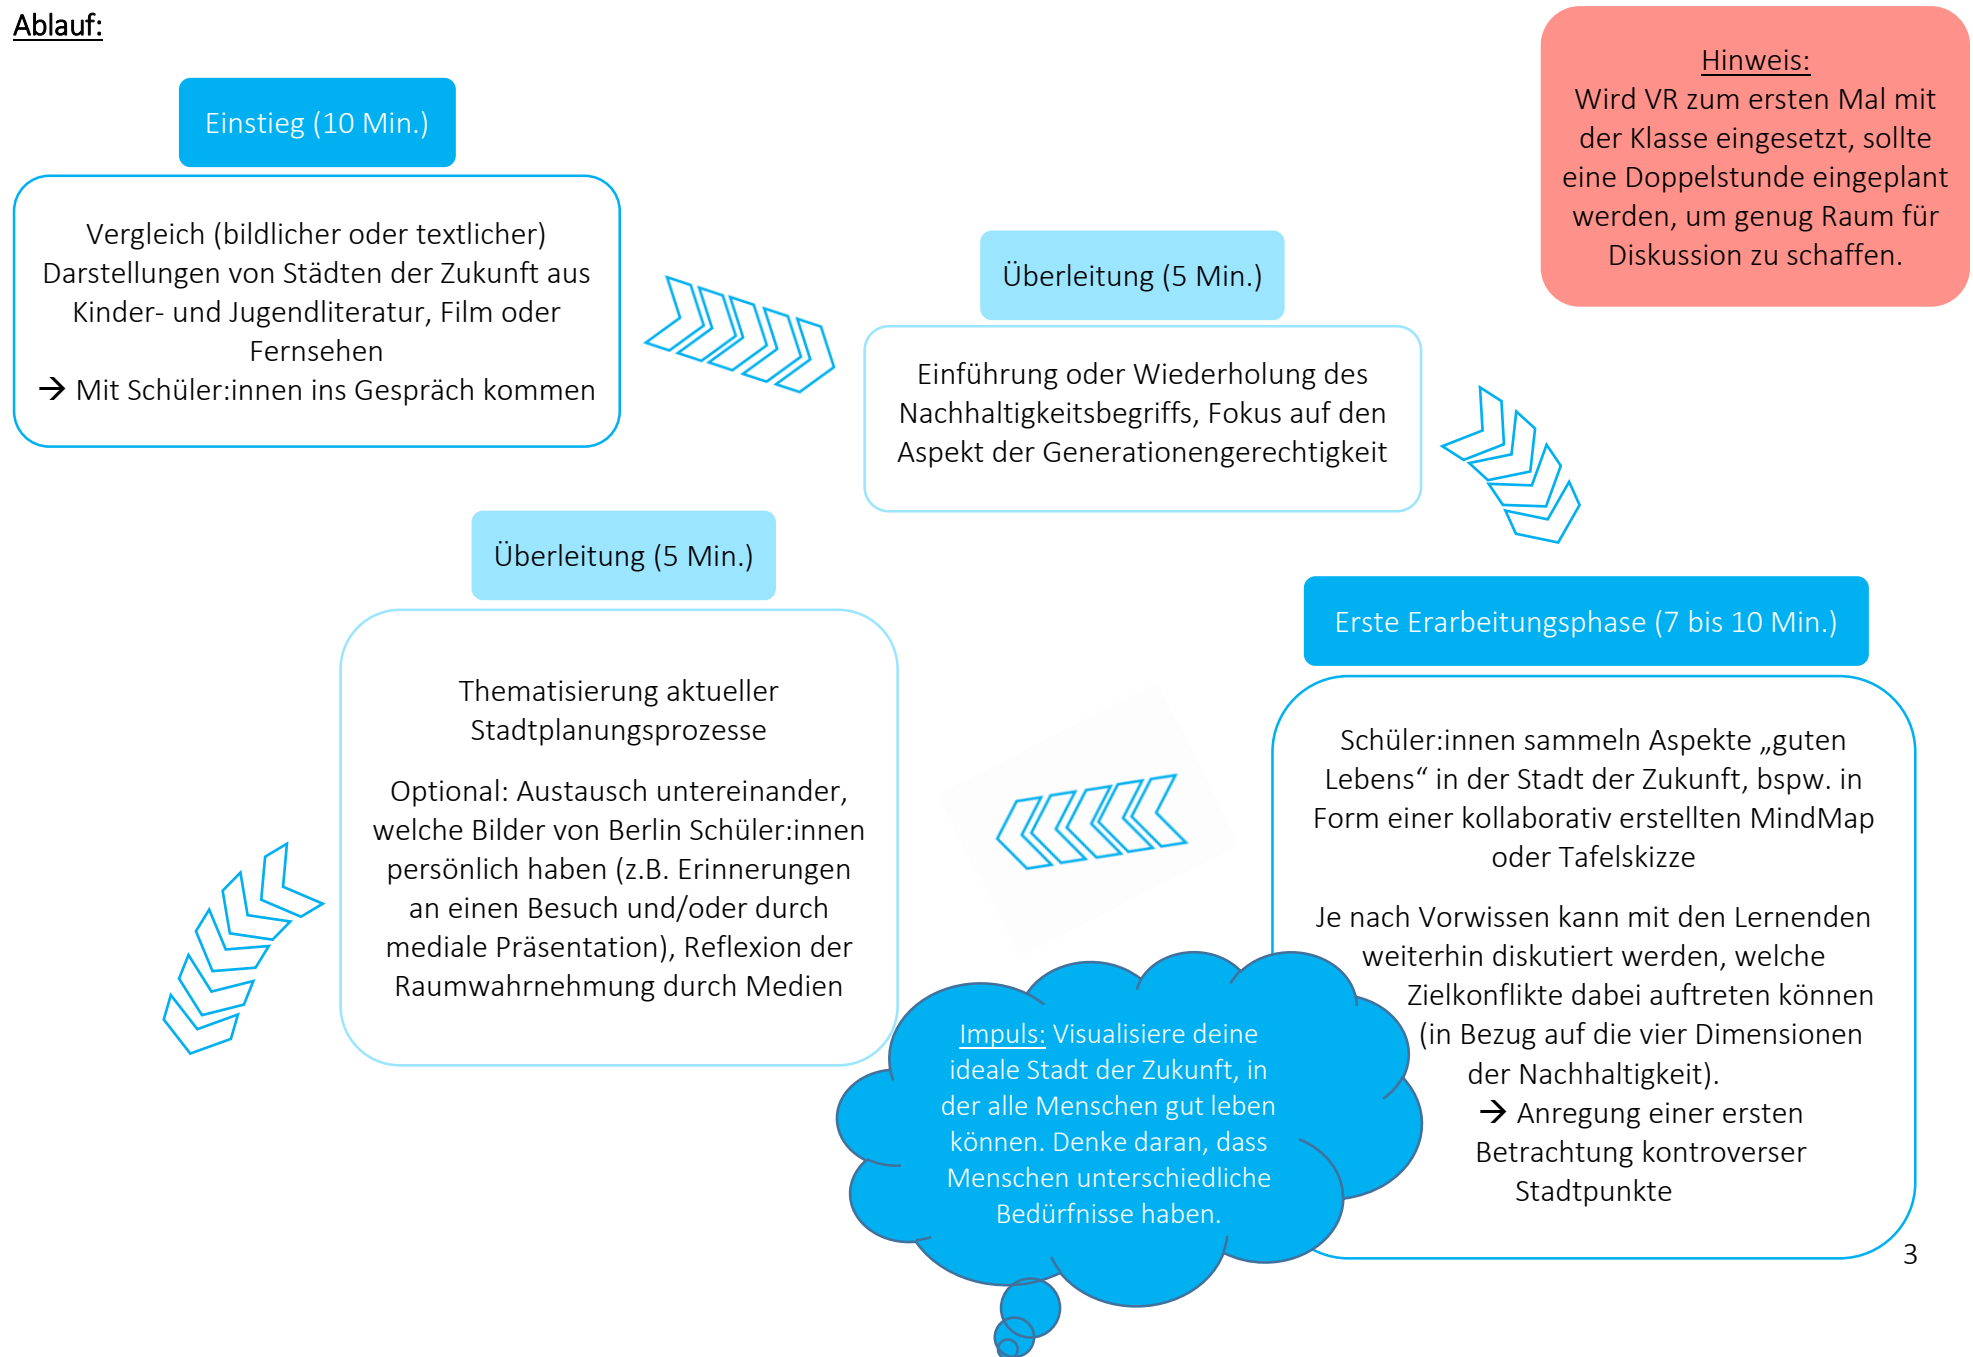 Ablauf:
Einstieg (10 Min.)
Vergleich (bildlicher oder textlicher)
Darstellungen von Städten der Zukunft aus
Kinder- und Jugendliteratur, Film oder
Fernsehen
→ Mit Schüler:innen ins Gespräch kommen
Hinweis:
Wird VR zum ersten Mal mit
der Klasse eingesetzt, sollte
eine Doppelstunde eingeplant
werden, um genug Raum für
Diskussion zu schaffen.
Überleitung (5 Min.)
Einführung oder Wiederholung des
Nachhaltigkeitsbegriffs, Fokus auf den
Aspekt der Generationengerechtigkeit
Erste Erarbeitungsphase (7 bis 10 Min.)
Schüler:innen sammeln Aspekte „guten
Lebens“ in der Stadt der Zukunft, bspw. in
Form einer kollaborativ erstellten MindMap
oder Tafelskizze
Je nach Vorwissen kann mit den Lernenden
weiterhin diskutiert werden, welche
Zielkonflikte dabei auftreten können
(in Bezug auf die vier Dimensionen
der Nachhaltigkeit).
→ Anregung einer ersten
Betrachtung kontroverser
Stadtpunkte
Impuls: Visualisiere deine
ideale Stadt der Zukunft, in
der alle Menschen gut leben
können. Denke daran, dass
Menschen unterschiedliche
Bedürfnisse haben.
Überleitung (5 Min.)
Thematisierung aktueller
Stadtplanungsprozesse
Optional: Austausch untereinander,
welche Bilder von Berlin Schüler:innen
persönlich haben (z.B. Erinnerungen
an einen Besuch und/oder durch
mediale Präsentation), Reflexion der
Raumwahrnehmung durch Medien
3